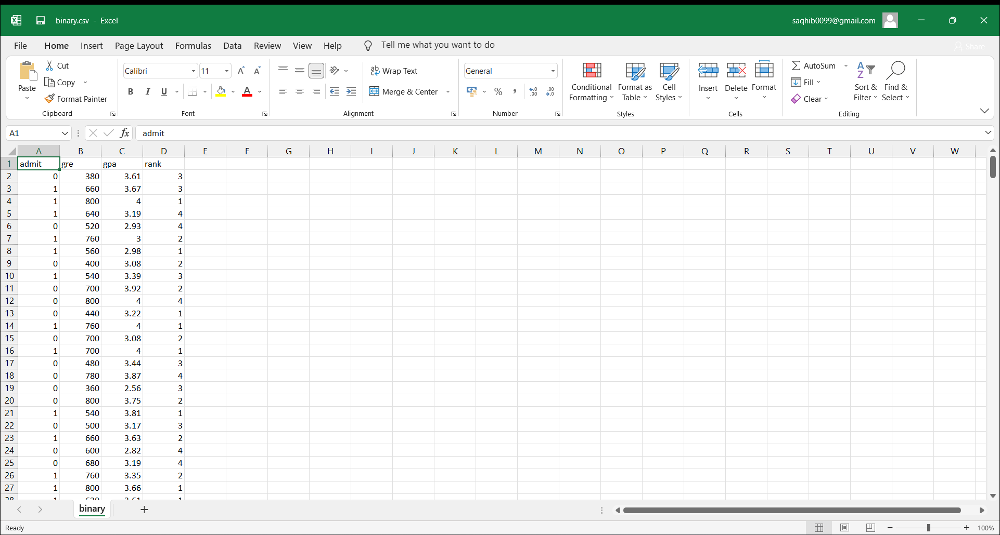 binary.csv - Excel
saqhib0099@gmail.com
File Home Insert Page Layout Formulas Data Review View Help Tell me what you want to do Share
Paste
Cut
Copy
Format Painter
Clipboard
Calibri 11
B I U
Font
Wrap Text
Merge & Center
Alignment
General
Number
Conditional Formatting
Format as Table
Cell Styles
Styles
Insert Delete Format
Cells
AutoSum
Fill
Clear
Sort & Filter
Find & Select
Editing
A1 fx admit
A B C D E F G H I J K L M N O P Q R S T U V W
1 admit gre gpa rank
2 0 380 3.61 3
3 1 660 3.67 3
4 1 800 4 1
5 1 640 3.19 4
6 0 520 2.93 4
7 1 760 3 2
8 1 560 2.98 1
9 0 400 3.08 2
10 1 540 3.39 3
11 0 700 3.92 2
12 0 800 4 4
13 0 440 3.22 1
14 1 760 4 1
15 0 700 3.08 2
16 1 700 4 1
17 0 480 3.44 3
18 0 780 3.87 4
19 0 360 2.56 3
20 0 800 3.75 2
21 1 540 3.81 1
22 0 500 3.17 3
23 1 660 3.63 2
24 0 600 2.82 4
25 0 680 3.19 4
26 1 760 3.35 2
27 1 800 3.66 1
binary
Ready
100%